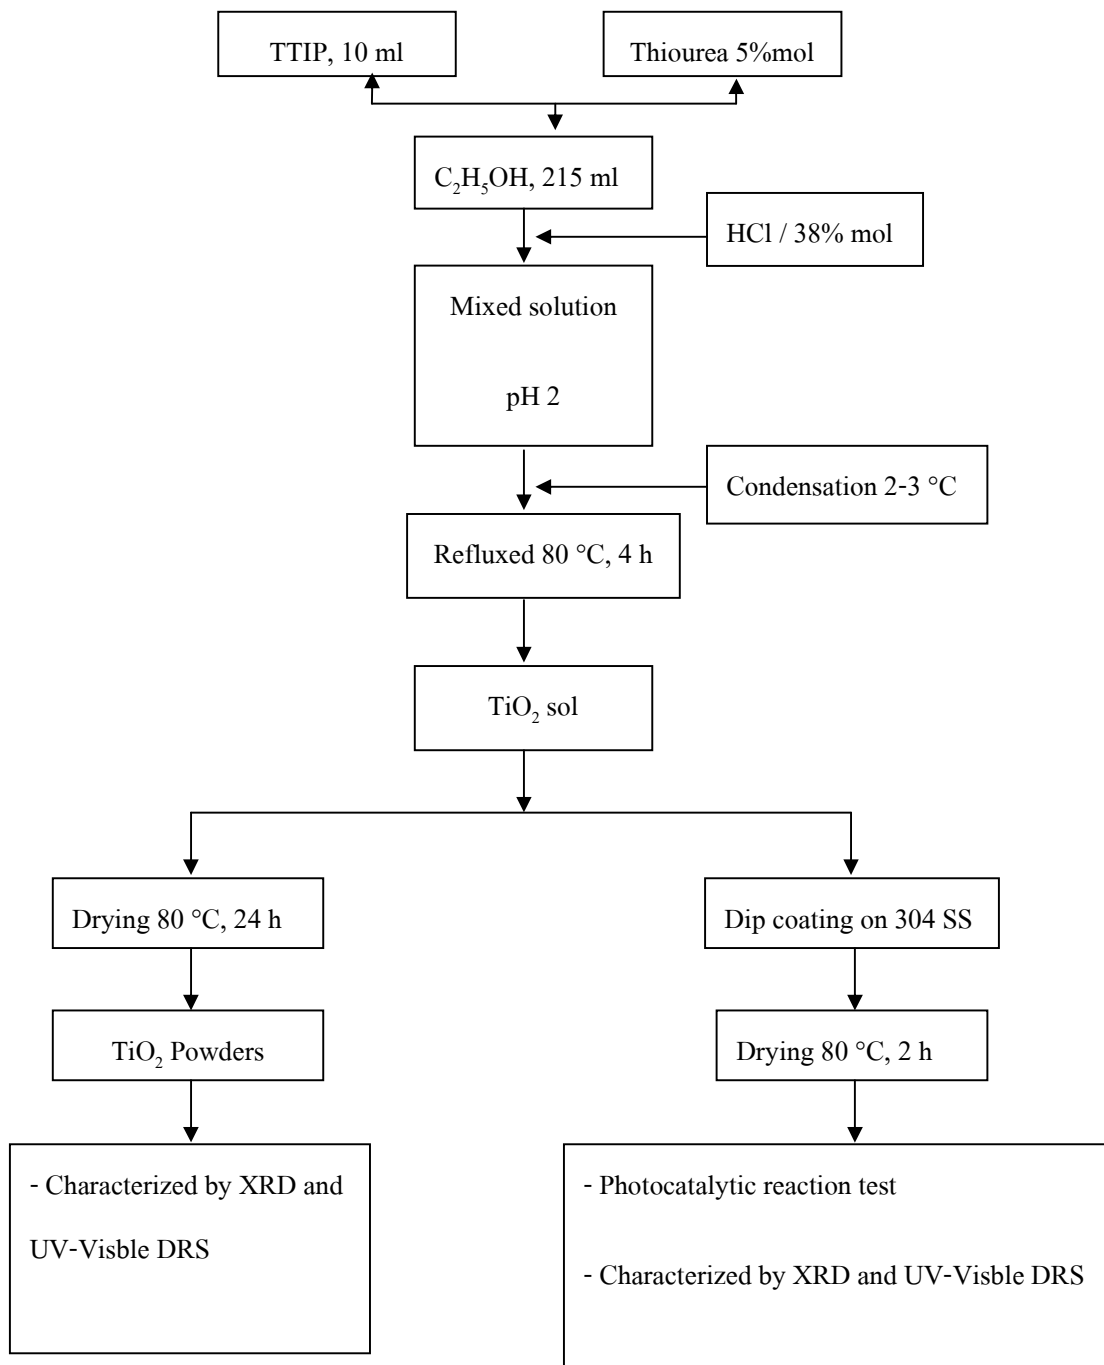 TTIP, 10 ml
Thiourea 5%mol
C₂H₅OH, 215 ml
HCl / 38% mol
Mixed solution
pH 2
Condensation 2-3 °C
Refluxed 80 °C, 4 h
TiO₂ sol
Drying 80 °C, 24 h
Dip coating on 304 SS
TiO₂ Powders
Drying 80 °C, 2 h
- Characterized by XRD and
UV-Visble DRS
- Photocatalytic reaction test
- Characterized by XRD and UV-Visble DRS